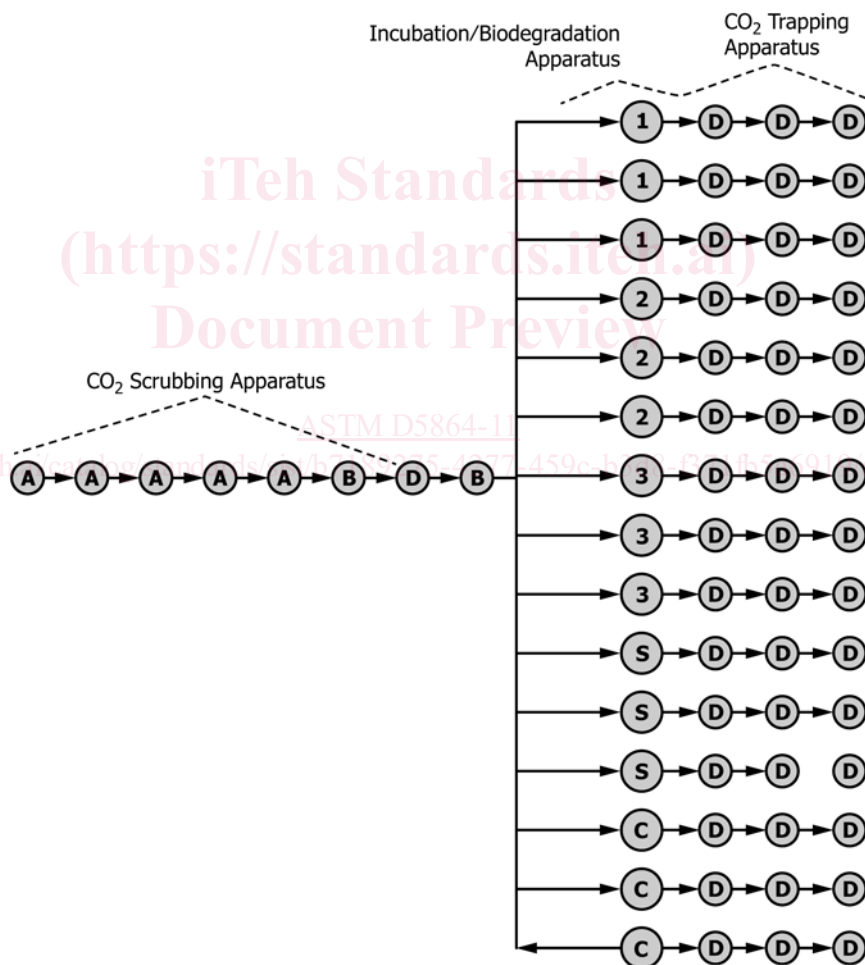 Incubation/Biodegradation
Apparatus
CO2 Trapping
Apparatus
1 D D D
1 D D D
iTeh Standards
1 D D D
(https://standards.iteh.ai)
2 D D D
Document Preview
2 D D D
CO2 Scrubbing Apparatus
2 D D D
ASTM D5864-11
A A A A A B D B
3 D D D
3 D D D
3 D D D
S D D D
S D D D
S D D D
C D D D
C D D D
C D D D